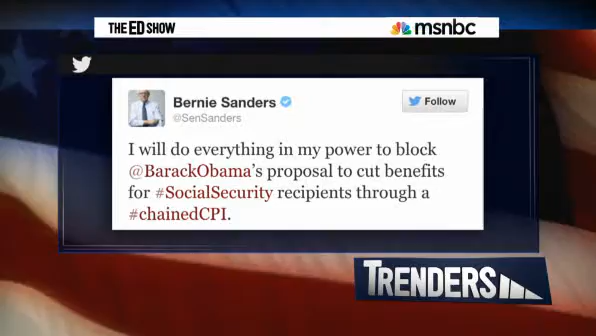 THE ED SHOW
msnbc
Bernie Sanders
Follow
@SenSanders
I will do everything in my power to block
@BarackObama's proposal to cut benefits
for #SocialSecurity recipients through a
#chainedCPI.
TRENDERS